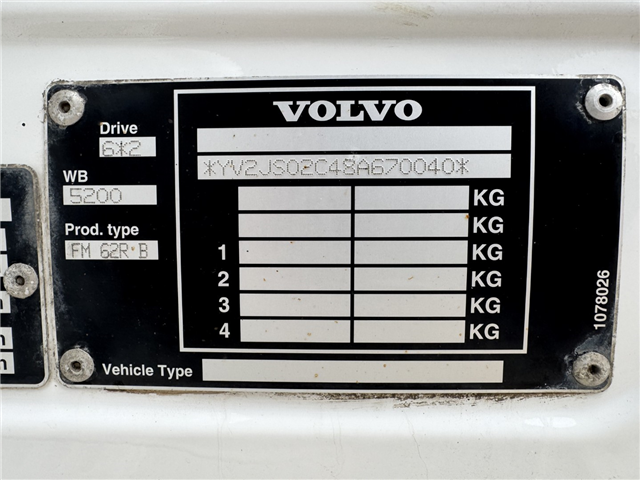 VOLVO
Drive
6*2
*YV2JS02C48A670040*
WB
5200
KG
Prod. type
KG
FM 62R·B
1 KG
2 KG
3 KG
4 KG
1078026
Vehicle Type